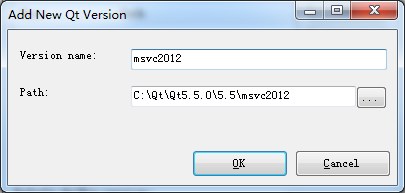 Add New Qt Version
Version name: msvc2012
Path: C:\Qt\Qt5.5.0\5.5\msvc2012 ...
OK Cancel